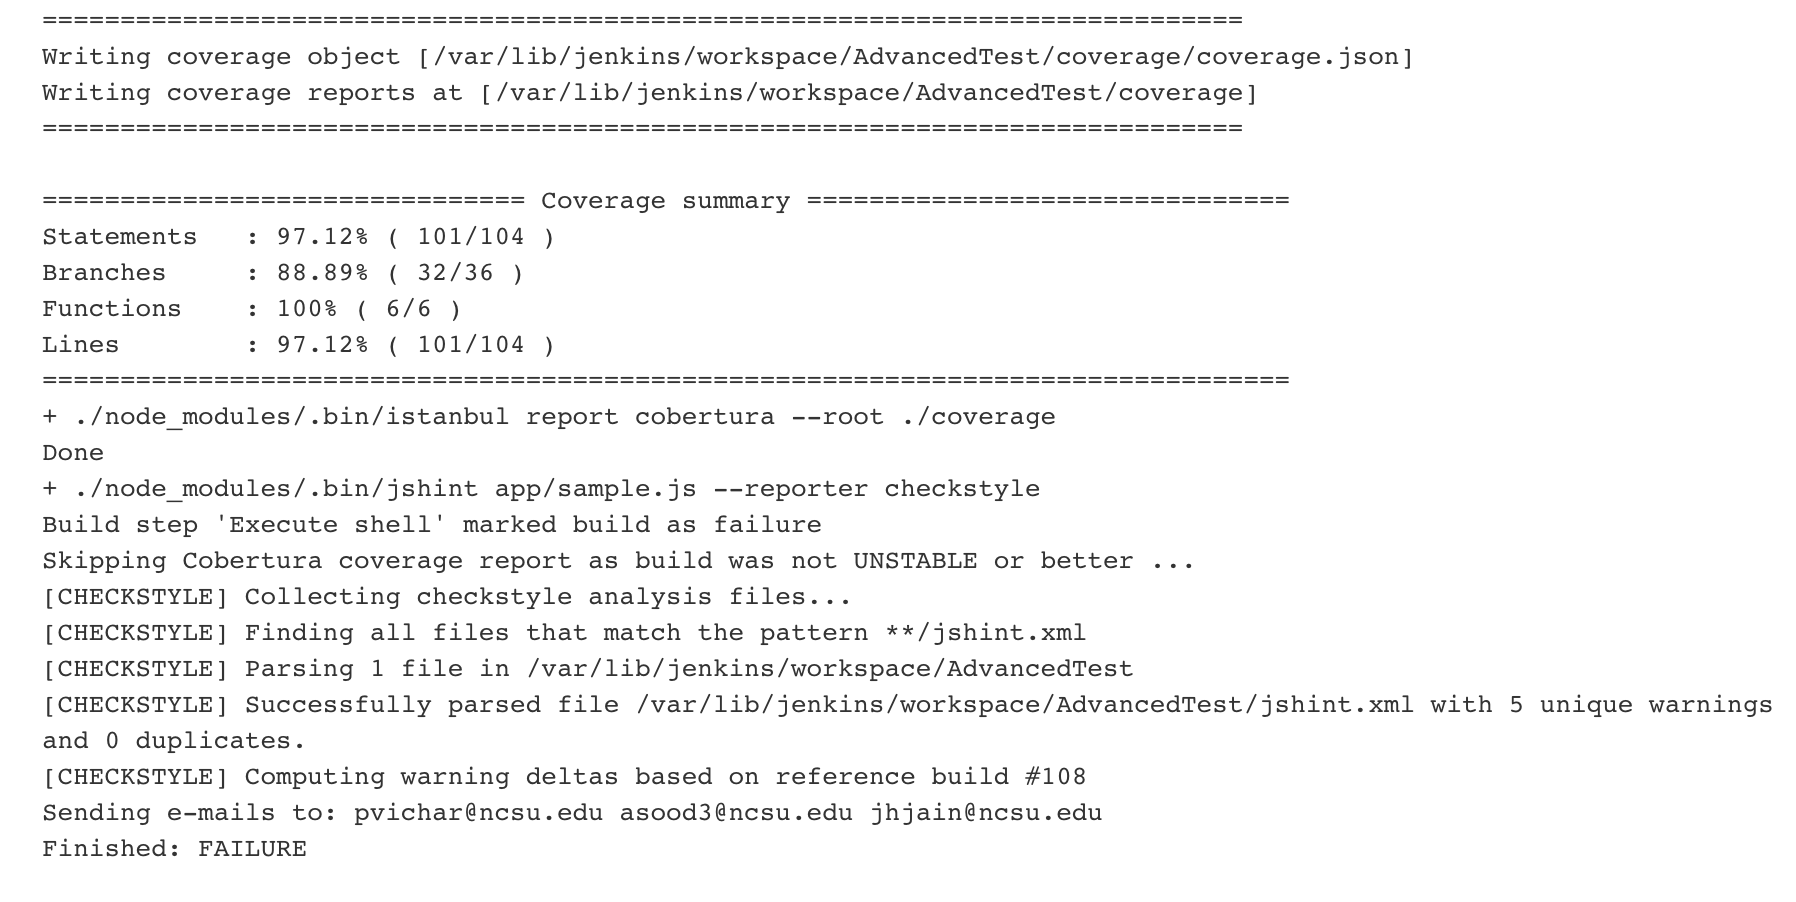 =============================================================================
Writing coverage object [/var/lib/jenkins/workspace/AdvancedTest/coverage/coverage.json]
Writing coverage reports at [/var/lib/jenkins/workspace/AdvancedTest/coverage]
=============================================================================
=============================== Coverage summary ===============================
Statements   : 97.12% ( 101/104 )
Branches     : 88.89% ( 32/36 )
Functions    : 100% ( 6/6 )
Lines        : 97.12% ( 101/104 )
================================================================================
+ ./node_modules/.bin/istanbul report cobertura --root ./coverage
Done
+ ./node_modules/.bin/jshint app/sample.js --reporter checkstyle
Build step 'Execute shell' marked build as failure
Skipping Cobertura coverage report as build was not UNSTABLE or better ...
[CHECKSTYLE] Collecting checkstyle analysis files...
[CHECKSTYLE] Finding all files that match the pattern **/jshint.xml
[CHECKSTYLE] Parsing 1 file in /var/lib/jenkins/workspace/AdvancedTest
[CHECKSTYLE] Successfully parsed file /var/lib/jenkins/workspace/AdvancedTest/jshint.xml with 5 unique warnings
and 0 duplicates.
[CHECKSTYLE] Computing warning deltas based on reference build #108
Sending e-mails to: pvichar@ncsu.edu asood3@ncsu.edu jhjain@ncsu.edu
Finished: FAILURE